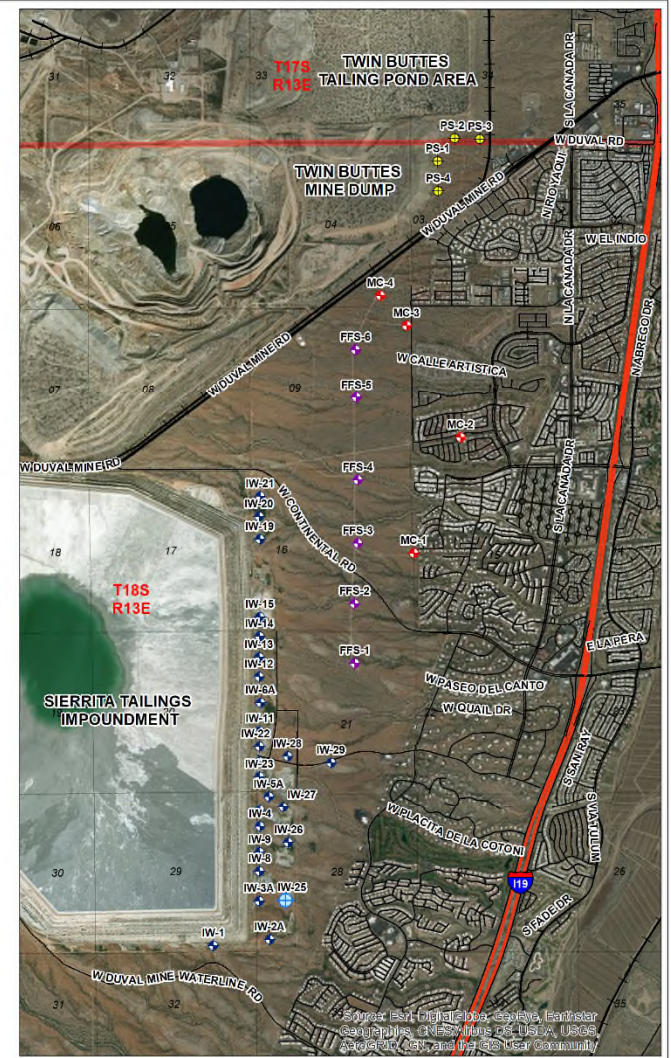 31
32
33
T17S
R13E
TWIN BUTTES
TAILING POND AREA
34
S LA CANADA DR
35
PS-2
PS-3
W DUVAL RD
PS-1
TWIN BUTTES
MINE DUMP
PS-4
N RIO YAQUI
W DUVAL MINE RD
06
05
04
03
W EL INDIO
N LA CANADA DR
MC-4
MC-3
N ABREGO DR
FFS-6
W DUVAL MINE RD
W CALLE ARTISTICA
07
08
09
FFS-5
MC-2
W DUVAL MINE RD
FFS-4
S LA CANADA DR
IW-21
IW-20
W CONTINENTAL RD
IW-19
FFS-3
MC-1
18
17
16
T18S
R13E
FFS-2
IW-15
IW-14
IW-13
E LA PERA
IW-12
FFS-1
W PASEO DEL CANTO
IW-6A
SIERRITA TAILINGS
IMPOUNDMENT
W QUAIL DR
IW-11
21
IW-22
IW-28
IW-29
S SAN RAY
IW-23
IW-5A
IW-27
IW-4
W PLACITA DE LA COTONI
S VIA TULUM
IW-26
IW-9
IW-8
30
29
28
26
I19
IW-3A
IW-25
S FADE DR
IW-2A
IW-1
W DUVAL MINE WATERLINE RD
31
32
33
35
Source: Esri, DigitalGlobe, GeoEye, Earthstar
Geographics, CNES/Airbus DS, USDA, USGS,
AeroGRID, IGN, and the GIS User Community